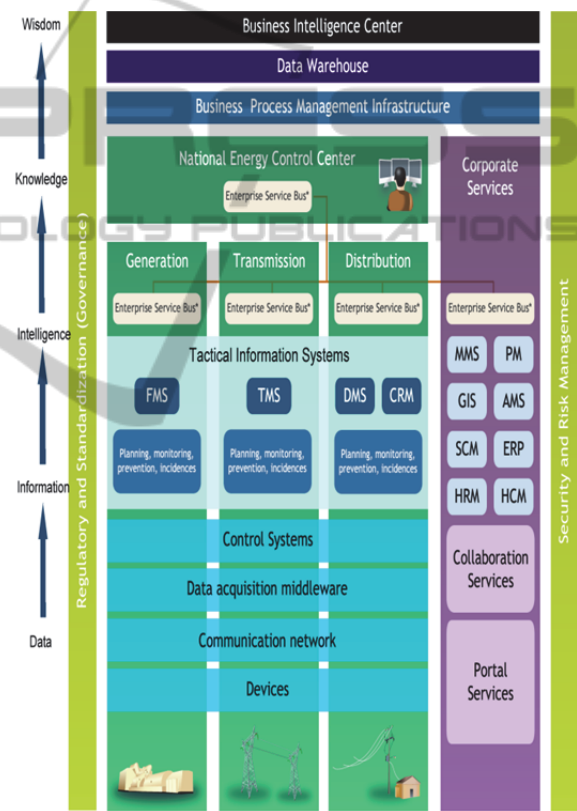 Wisdom
Knowledge
Intelligence
Information
Data
Regulatory and Standardization (Governance)
Business Intelligence Center
Data Warehouse
Business Process Management Infrastructure
National Energy Control Center
Enterprise Service Bus*
Generation
Transmission
Distribution
Enterprise Service Bus*
Enterprise Service Bus*
Enterprise Service Bus*
Tactical Information Systems
FMS
TMS
DMS
CRM
Planning, monitoring,
prevention, incidences
Planning, monitoring,
prevention, incidences
Planning, monitoring,
prevention, incidences
Control Systems
Data acquisition middleware
Communication network
Devices
Corporate
Services
Enterprise Service Bus*
MMS
PM
GIS
AMS
SCM
ERP
HRM
HCM
Collaboration
Services
Portal
Services
Security and Risk Management
PRESS
OLOGY PUBLICATIONS